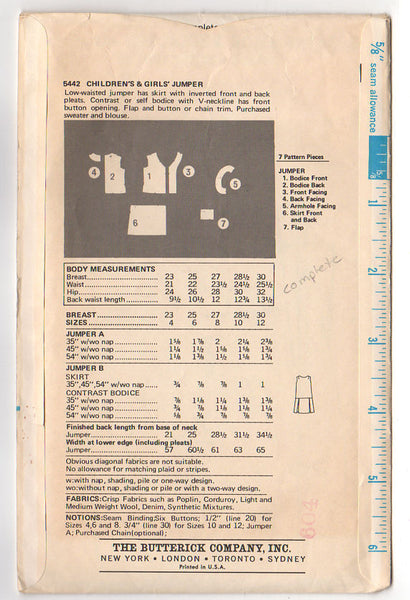 5442 CHILDREN'S & GIRLS' JUMPER
Low-waisted jumper has skirt with inverted front and back
pleats. Contrast or self bodice with V-neckline has front
button opening. Flap and button or chain trim. Purchased
sweater and blouse.
5/8"
seam allowance
5/8
1"
2
3
4
5
6
4
2
1
3
5
6
7
7 Pattern Pieces
JUMPER
1. Bodice Front
2. Bodice Back
3. Front Facing
4. Back Facing
5. Armhole Facing
6. Skirt Front
and Back
7. Flap
complete
BODY MEASUREMENTS
Breast 23 25 27 28½ 30
Waist 21 22 23½ 24½ 25½
Hip 24 26 28 30 32
Back waist length 9½ 10½ 12 12¾ 13½
BREAST 23 25 27 28½ 30
SIZES 4 6 8 10 12
JUMPER A
35" w/wo nap 1⅝ 1⅞ 2 2¼ 2⅜
45" w/wo nap 1¼ 1½ 1⅝ 1⅝ 1¾
54" w/wo nap 1⅛ 1⅛ 1⅜ 1⅜ 1¾
JUMPER B
SKIRT
35",45",54" w/wo nap ¾ ⅞ ⅞ 1 1
CONTRAST BODICE
35" w/wo nap ⅞ 1⅛ 1¼ 1⅜ 1⅜
45" w/wo nap ⅝ ¾ ⅞ 1⅛ 1⅛
54" w/wo nap ½ ⅝ ¾ ⅞ ⅞
Finished back length from base of neck
Jumper 21 25 28½ 31½ 34½
Width at lower edge (including pleats)
Jumper 57 60½ 61 63 65
Obvious diagonal fabrics are not suitable.
No allowance for matching plaid or stripes.
w:with nap, shading, pile or one-way design.
wo:without nap, shading or pile or with a two-way design.
FABRICS:Crisp Fabrics such as Poplin, Corduroy, Light and
Medium Weight Wool, Denim, Synthetic Mixtures.
NOTIONS:Seam Binding;Six Buttons; 1/2" (line 20) for
Sizes 4,6 and 8. 3/4" (line 30) for Sizes 10 and 12; Jumper
A; Purchased Chain(optional);
THE BUTTERICK COMPANY, INC.
NEW YORK • LONDON • TORONTO • SYDNEY
Printed in U.S.A.